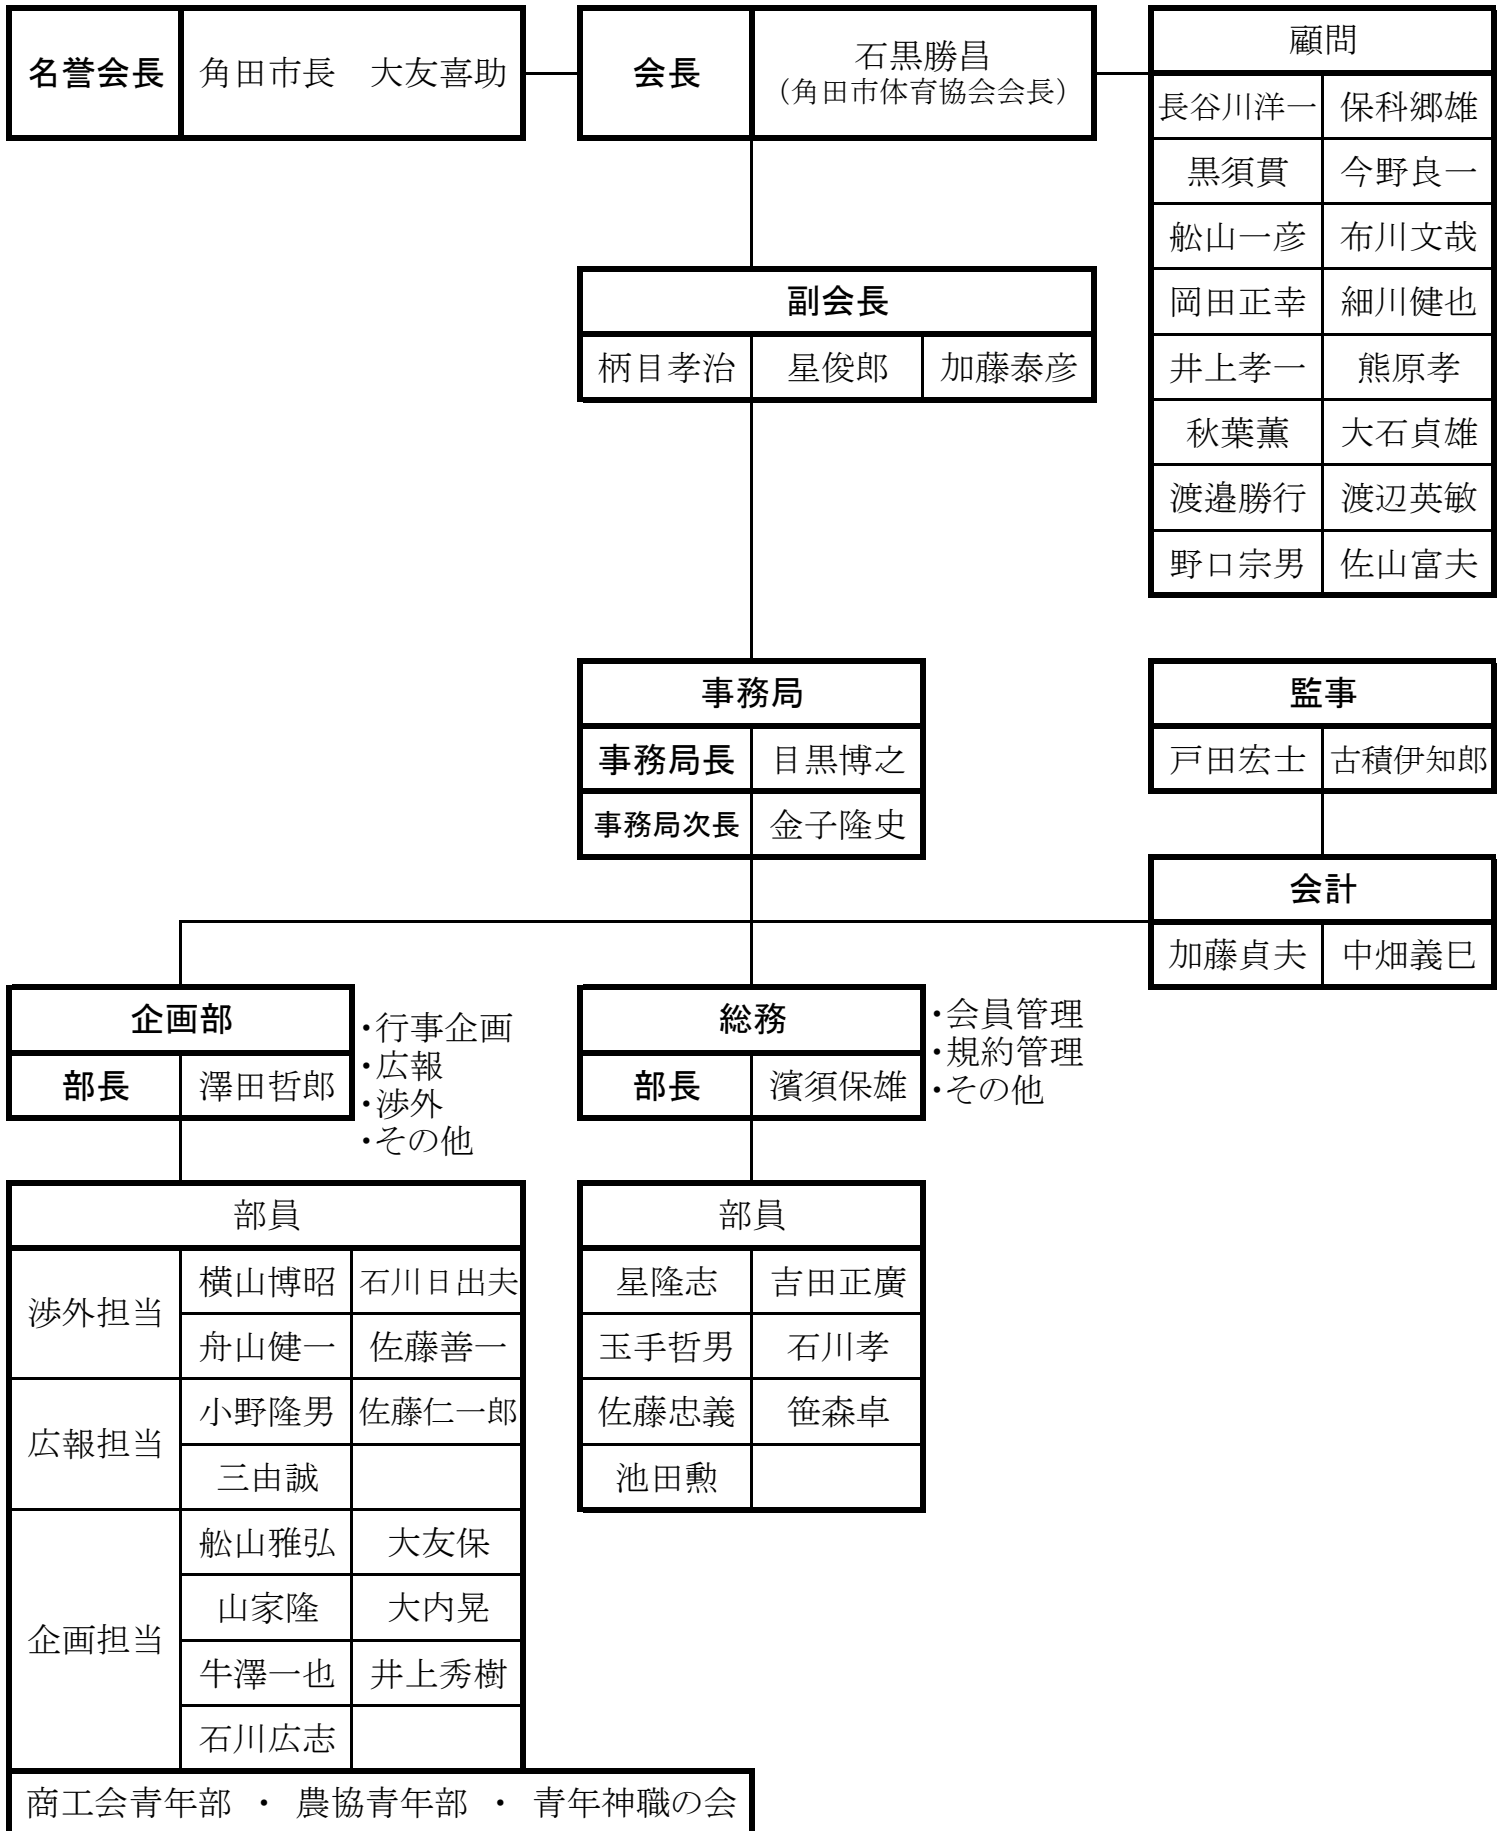 名誉会長 角田市長　大友喜助
会長 石黒勝昌
（角田市体育協会会長）
顧問
長谷川洋一 保科郷雄
黒須貫 今野良一
舩山一彦 布川文哉
岡田正幸 細川健也
井上孝一 熊原孝
秋葉薫 大石貞雄
渡邉勝行 渡辺英敏
野口宗男 佐山富夫
副会長
柄目孝治 星俊郎 加藤泰彦
事務局
事務局長 目黒博之
事務局次長 金子隆史
監事
戸田宏士 古積伊知郎
会計
加藤貞夫 中畑義巳
企画部
部長 澤田哲郎
・行事企画
・広報
・渉外
・その他
総務
部長 濱須保雄
・会員管理
・規約管理
・その他
部員
渉外担当 横山博昭 石川日出夫
舟山健一 佐藤善一
広報担当 小野隆男 佐藤仁一郎
三由誠
企画担当 舩山雅弘 大友保
山家隆 大内晃
牛澤一也 井上秀樹
石川広志
部員
星隆志 吉田正廣
玉手哲男 石川孝
佐藤忠義 笹森卓
池田勲
商工会青年部 ・ 農協青年部 ・ 青年神職の会